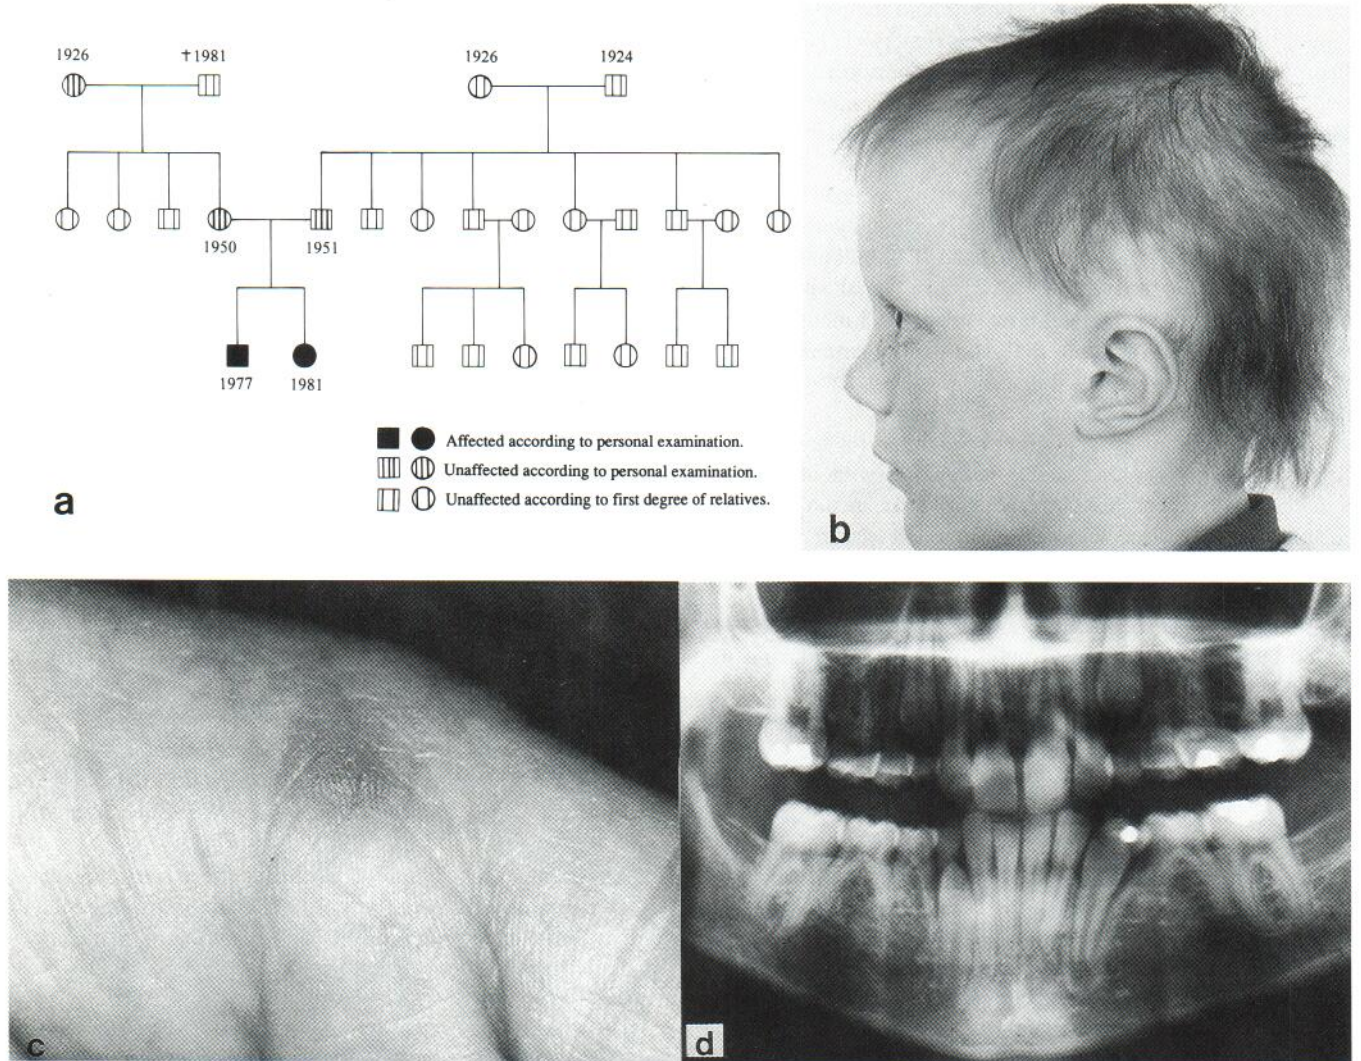 1926
†1981
1926
1924
1950
1951
1977
1981
Affected according to personal examination.
Unaffected according to personal examination.
Unaffected according to first degree of relatives.
a
b
c
d